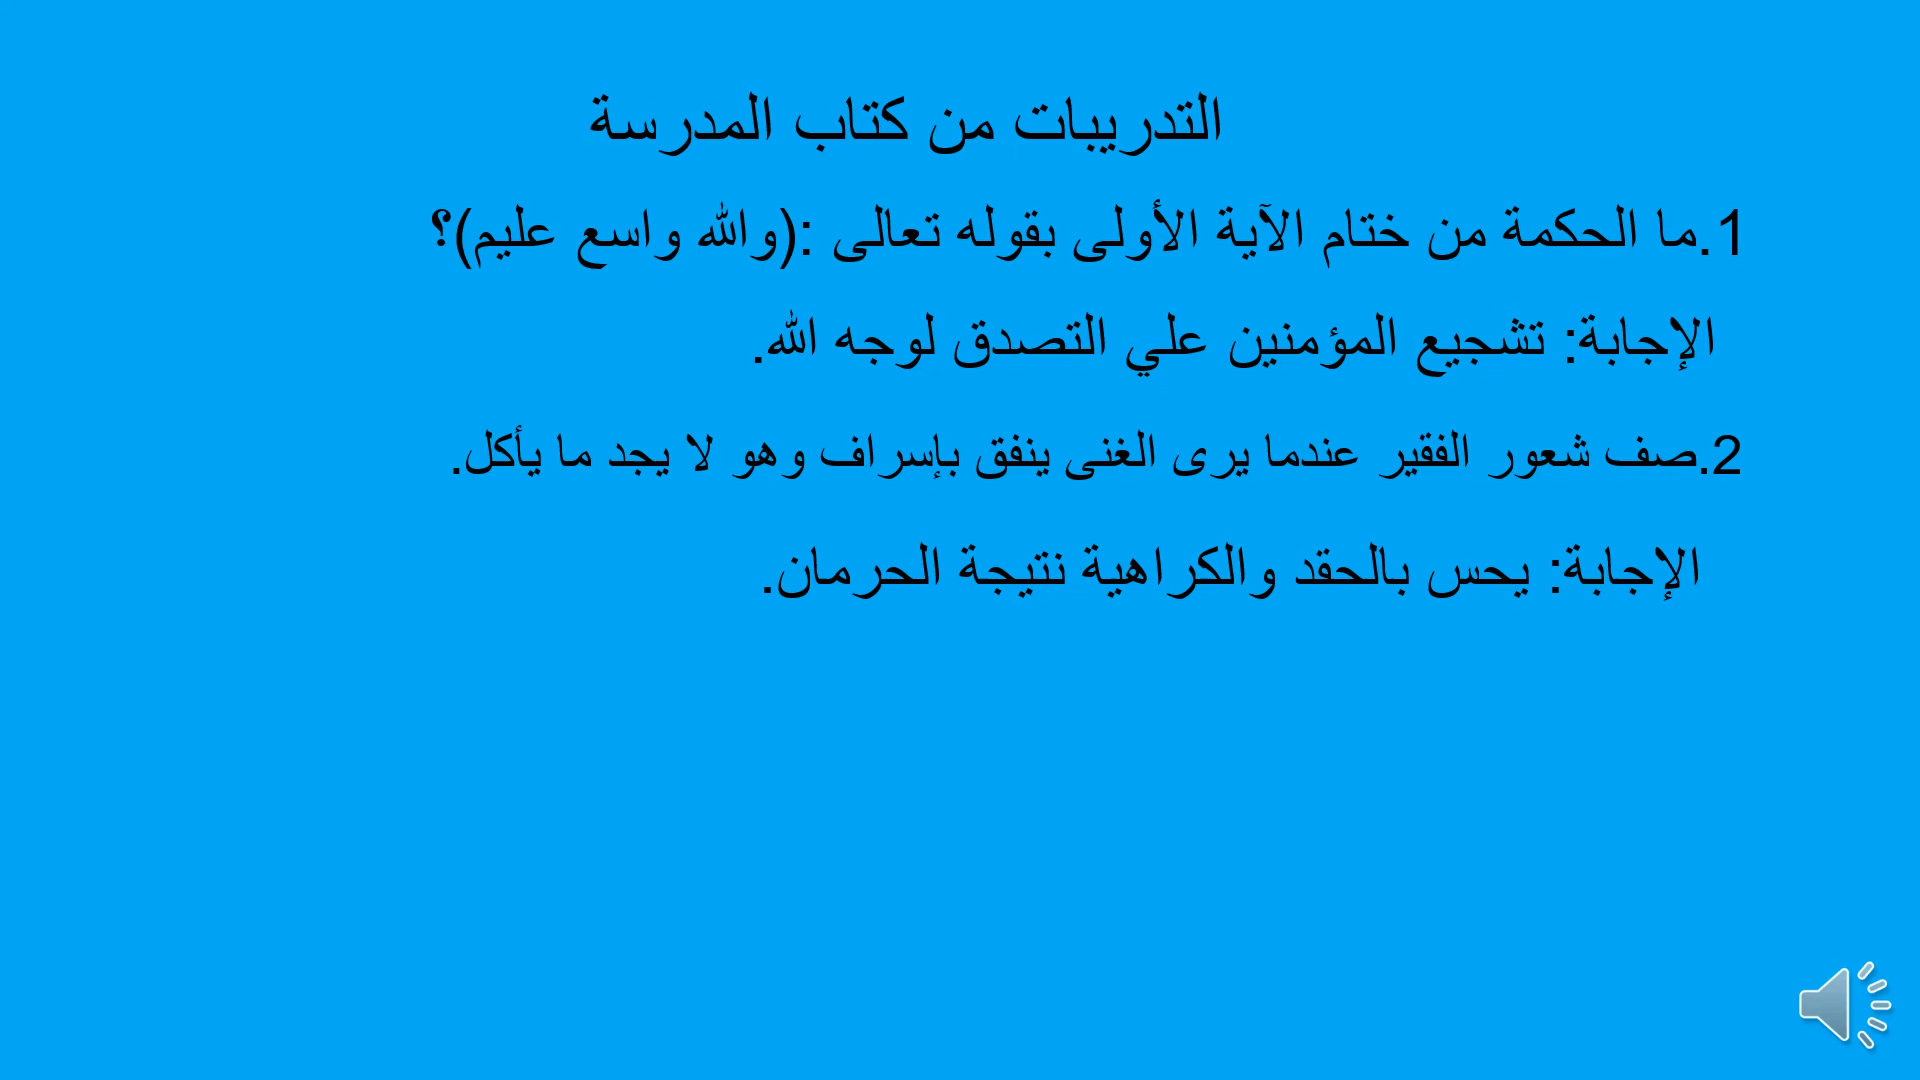 التدريبات من كتاب المدرسة
1.ما الحكمة من ختام الآية الأولى بقوله تعالى :(والله واسع عليم)؟
الإجابة: تشجيع المؤمنين علي التصدق لوجه الله.
2.صف شعور الفقير عندما يرى الغنى ينفق بإسراف وهو لا يجد ما يأكل.
الإجابة: يحس بالحقد والكراهية نتيجة الحرمان.